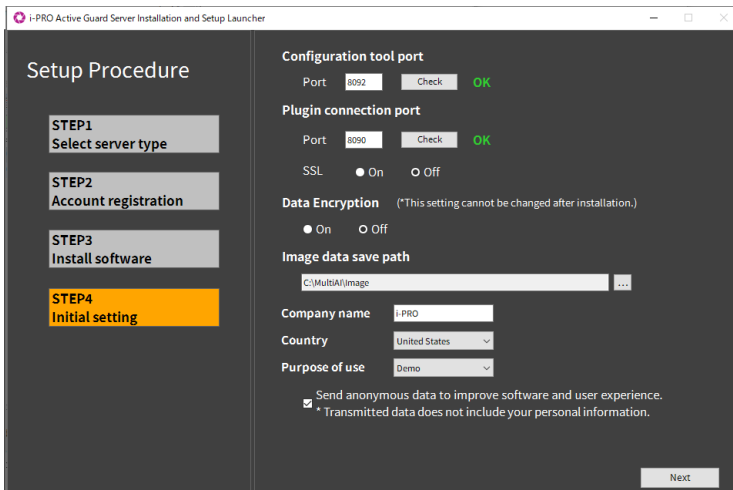 i-PRO Active Guard Server Installation and Setup Launcher
Setup Procedure
STEP1
Select server type
STEP2
Account registration
STEP3
Install software
STEP4
Initial setting
Configuration tool port
Port 8092 Check OK
Plugin connection port
Port 8090 Check OK
SSL On Off
Data Encryption (*This setting cannot be changed after installation.)
On Off
Image data save path
C:\MultiAI\Image ...
Company name i-PRO
Country United States
Purpose of use Demo
Send anonymous data to improve software and user experience.
* Transmitted data does not include your personal information.
Next